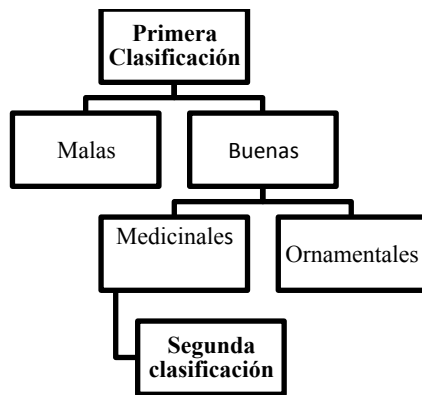 Primera
Clasificación
Malas
Buenas
Medicinales
Ornamentales
Segunda
clasificación